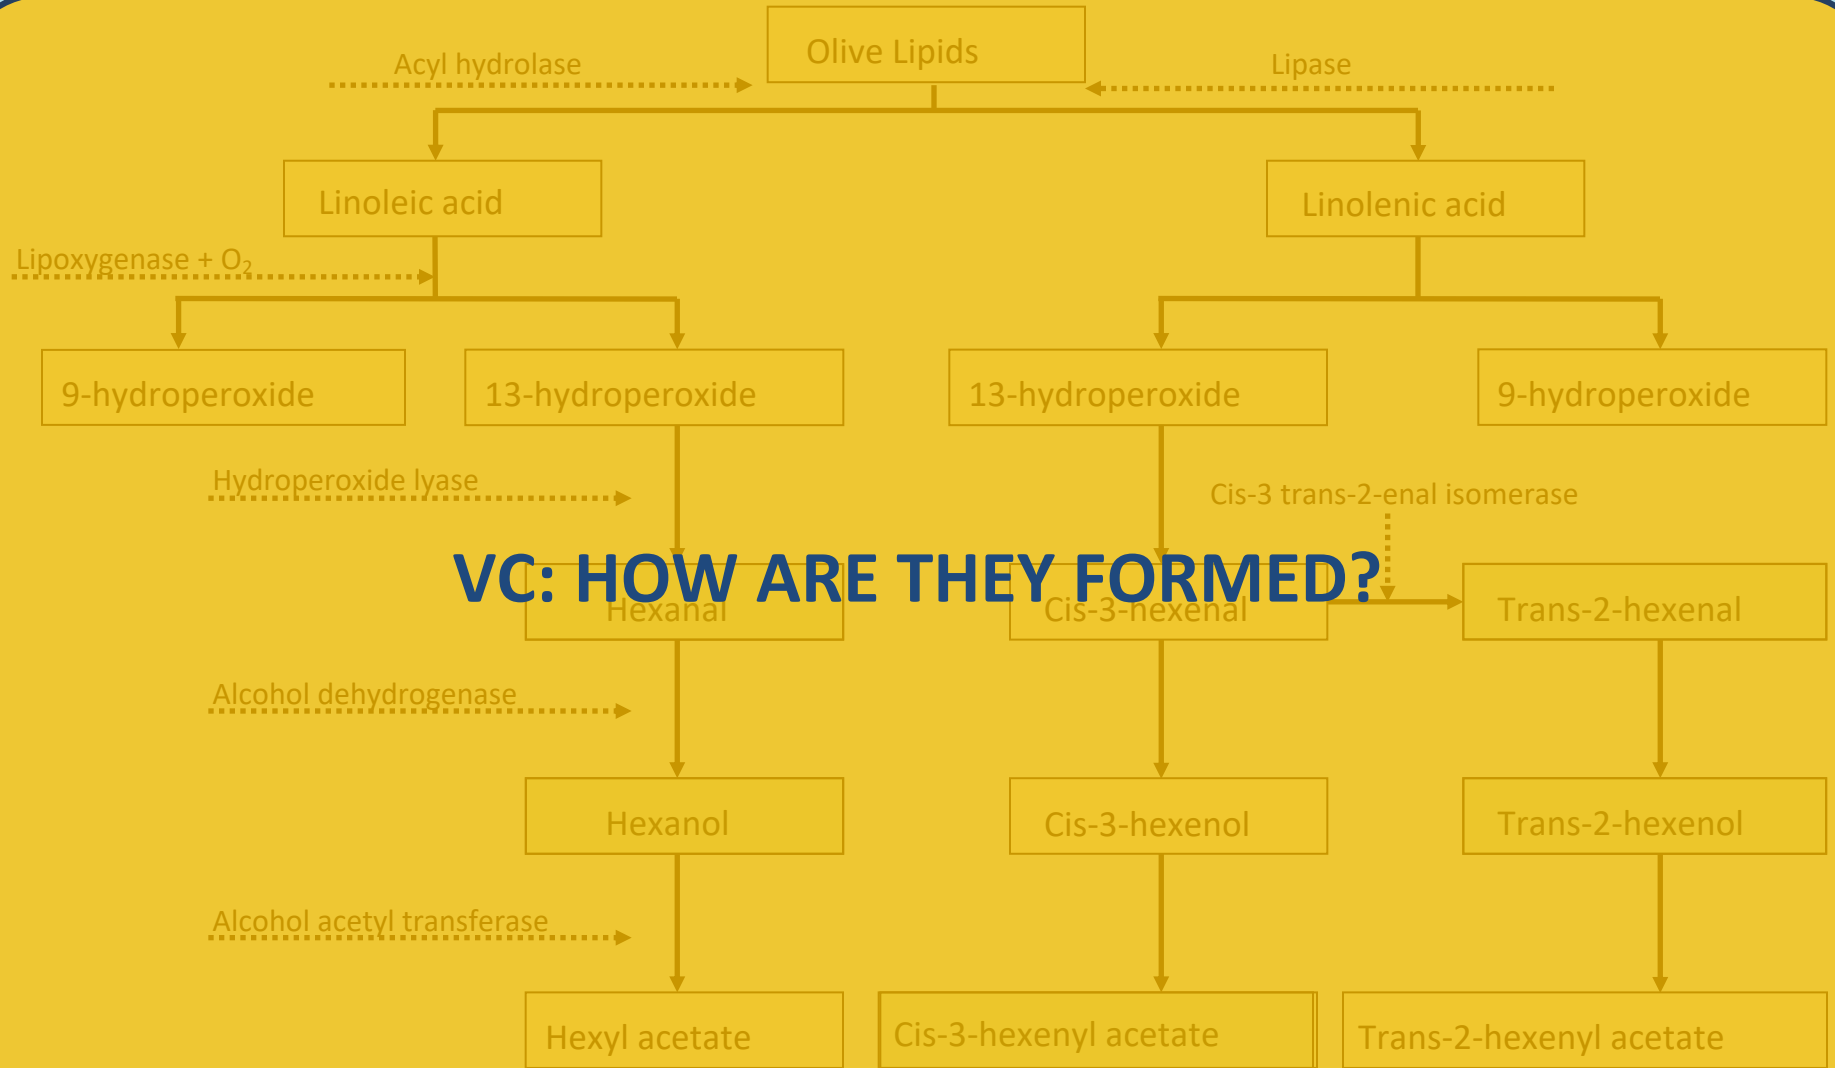 Olive Lipids
Acyl hydrolase
Lipase
Linoleic acid
Linolenic acid
Lipoxygenase + O₂
9-hydroperoxide
13-hydroperoxide
13-hydroperoxide
9-hydroperoxide
Hydroperoxide lyase
Cis-3 trans-2-enal isomerase
VC: HOW ARE THEY FORMED?
Hexanal
Cis-3-hexenal
Trans-2-hexenal
Alcohol dehydrogenase
Hexanol
Cis-3-hexenol
Trans-2-hexenol
Alcohol acetyl transferase
Hexyl acetate
Cis-3-hexenyl acetate
Trans-2-hexenyl acetate